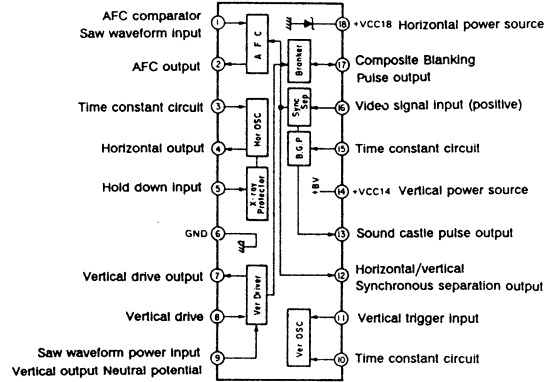 AFC comparator
Saw waveform input
1
AFC output
2
Time constant circuit
3
Horizontal output
4
Hold down input
5
GND
6
Vertical drive output
7
Vertical drive
8
Saw waveform power input
Vertical output Neutral potential
9
AFC
Hor OSC
X-ray
Protector
Ver Driver
Branker
Sync
Sep
B.G.P
+BV
Ver OSC
18
+VCC18 Horizontal power source
17
Composite Blanking
Pulse output
16
Video signal input (positive)
15
Time constant circuit
14
+VCC14 Vertical power source
13
Sound castle pulse output
12
Horizontal/vertical
Synchronous separation output
11
Vertical trigger input
10
Time constant circuit